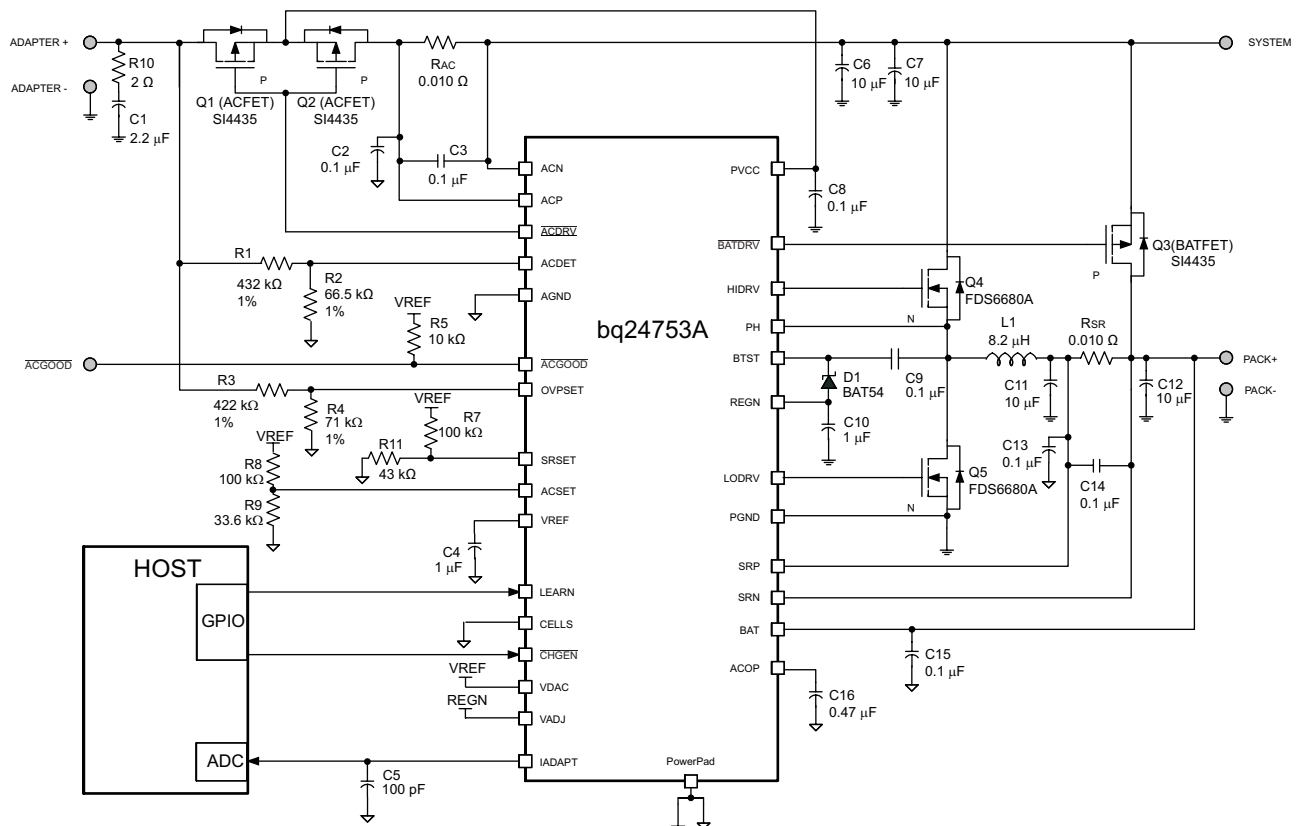 ADAPTER +
ADAPTER -
R10
2 Ω
C1
2.2 μF
P
Q1 (ACFET)
SI4435
P
Q2 (ACFET)
SI4435
RAC
0.010 Ω
C6
10 μF
C7
10 μF
SYSTEM
C2
0.1 μF
C3
0.1 μF
C8
0.1 μF
bq24753A
ACN
ACP
ACDRV
ACDET
AGND
ACGOOD
OVPSET
SRSET
ACSET
VREF
LEARN
CELLS
CHGEN
VDAC
VADJ
IADAPT
PVCC
BATDRV
HIDRV
PH
BTST
REGN
LODRV
PGND
SRP
SRN
BAT
ACOP
PowerPad
R1
432 kΩ
1%
R2
66.5 kΩ
1%
VREF
R5
10 kΩ
ACGOOD
R3
422 kΩ
1%
R4
71 kΩ
1%
VREF
R7
100 kΩ
R11
43 kΩ
VREF
R8
100 kΩ
R9
33.6 kΩ
C4
1 μF
HOST
GPIO
ADC
VREF
REGN
C5
100 pF
P
Q3(BATFET)
SI4435
Q4
FDS6680A
N
L1
8.2 μH
RSR
0.010 Ω
PACK+
PACK-
D1
BAT54
C9
0.1 μF
C10
1 μF
C11
10 μF
C12
10 μF
C13
0.1 μF
C14
0.1 μF
Q5
FDS6680A
N
C15
0.1 μF
C16
0.47 μF